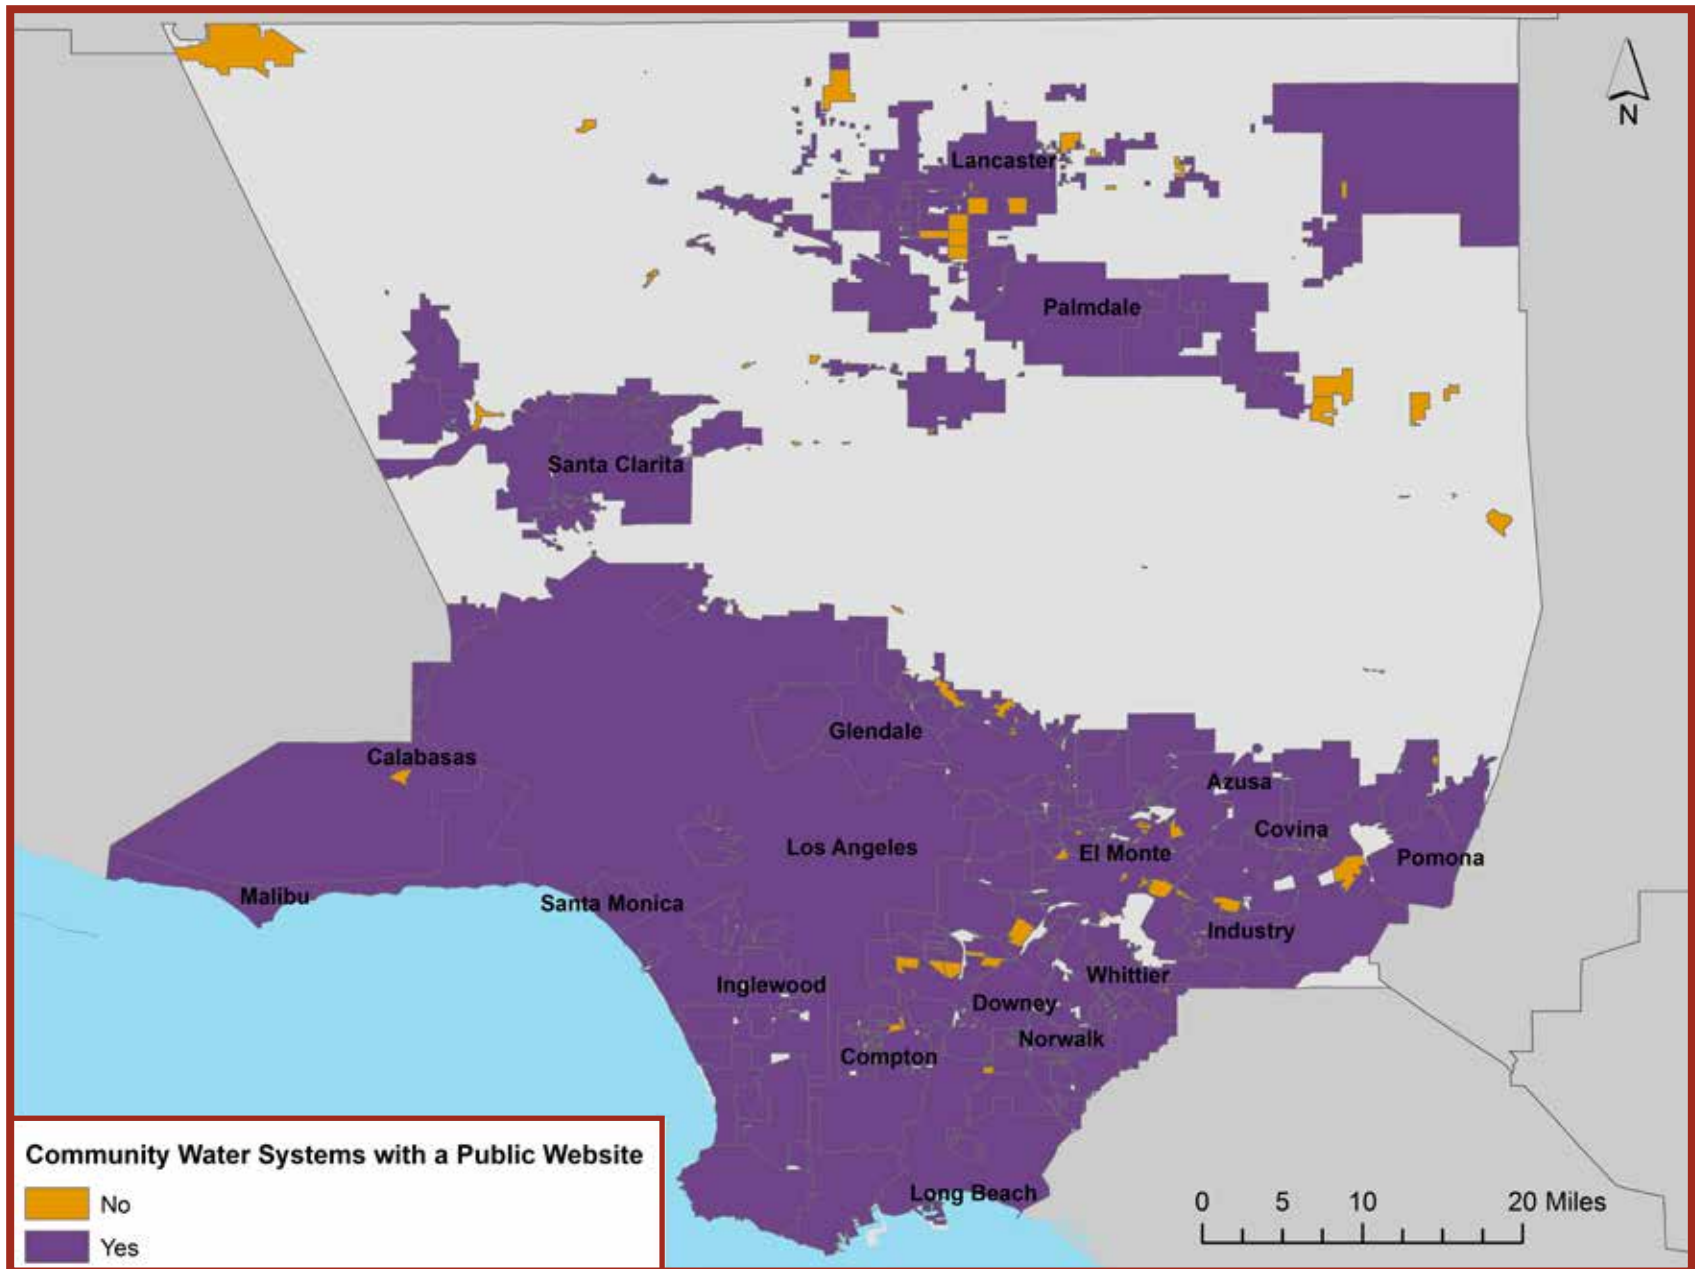 N
Lancaster
Palmdale
Santa Clarita
Glendale
Calabasas
Azusa
Covina
Los Angeles
El Monte
Pomona
Malibu
Santa Monica
Industry
Whittier
Inglewood
Downey
Norwalk
Compton
Long Beach
Community Water Systems with a Public Website
No
Yes
0 5 10 20 Miles